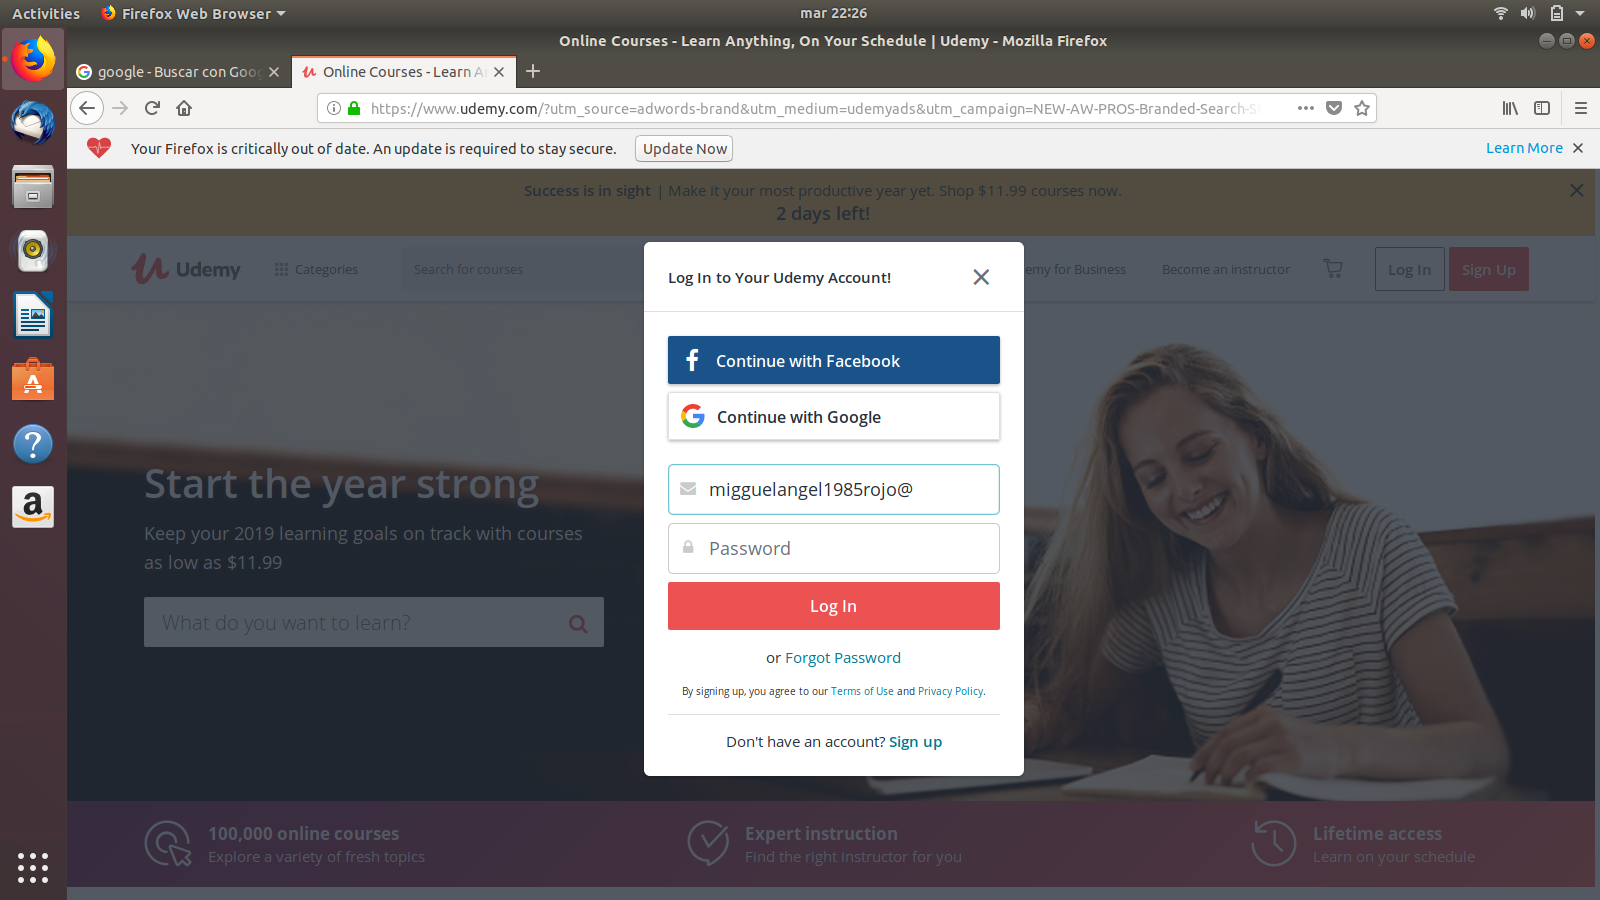 Activities
Firefox Web Browser
mar 22:26
Online Courses - Learn Anything, On Your Schedule | Udemy - Mozilla Firefox
google - Buscar con Goog
Online Courses - Learn A
https://www.udemy.com/?utm_source=adwords-brand&utm_medium=udemyads&utm_campaign=NEW-AW-PROS-Branded-Search-S
Your Firefox is critically out of date. An update is required to stay secure.
Update Now
Learn More
Success is in sight | Make it your most productive year yet. Shop $11.99 courses now.
2 days left!
Udemy
Categories
Search for courses
emy for Business
Become an instructor
Log In
Sign Up
Log In to Your Udemy Account!
Continue with Facebook
Continue with Google
migguelangel1985rojo@
Password
Log In
or Forgot Password
By signing up, you agree to our Terms of Use and Privacy Policy.
Don't have an account? Sign up
Start the year strong
Keep your 2019 learning goals on track with courses
as low as $11.99
What do you want to learn?
100,000 online courses
Explore a variety of fresh topics
Expert instruction
Find the right instructor for you
Lifetime access
Learn on your schedule